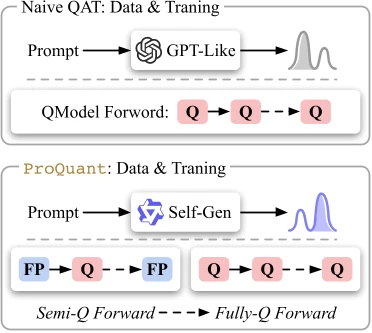 Naive QAT: Data & Traning
Prompt
GPT-Like
QModel Forword: Q Q Q
ProQuant: Data & Traning
Prompt
Self-Gen
FP Q FP Q Q Q
Semi-Q Forward Fully-Q Forward